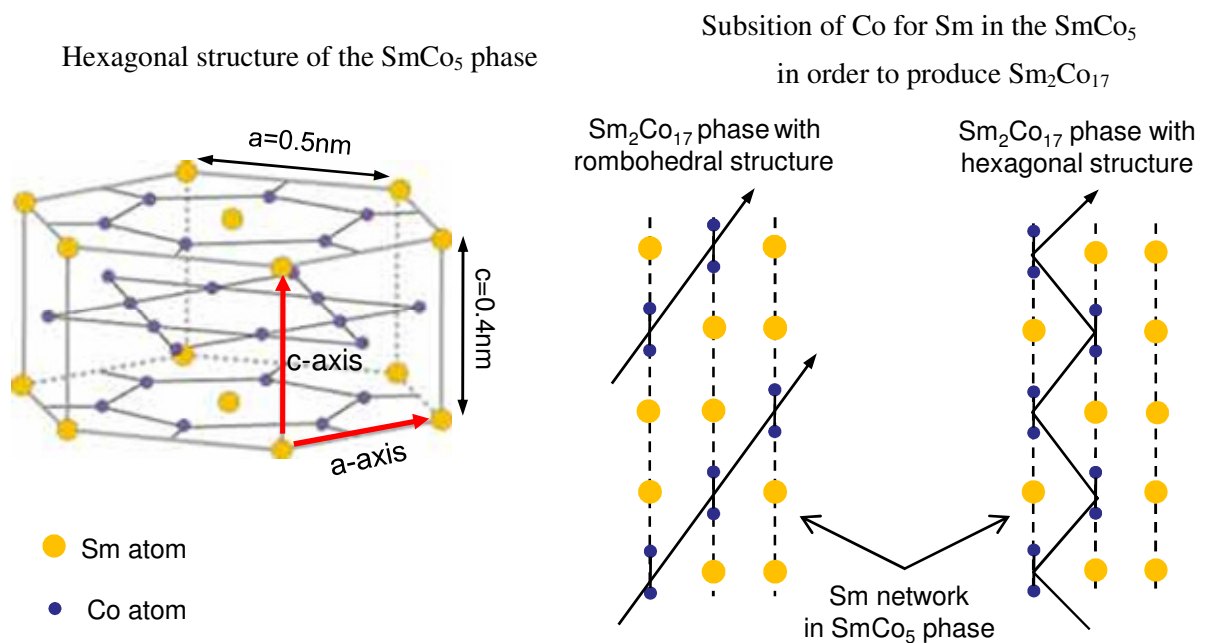 Hexagonal structure of the SmCo₅ phase
a=0.5nm
c=0.4nm
c-axis
a-axis
Sm atom
Co atom
Subsition of Co for Sm in the SmCo₅
in order to produce Sm₂Co₁₇
Sm₂Co₁₇ phase with
rombohedral structure
Sm₂Co₁₇ phase with
hexagonal structure
Sm network
in SmCo₅ phase